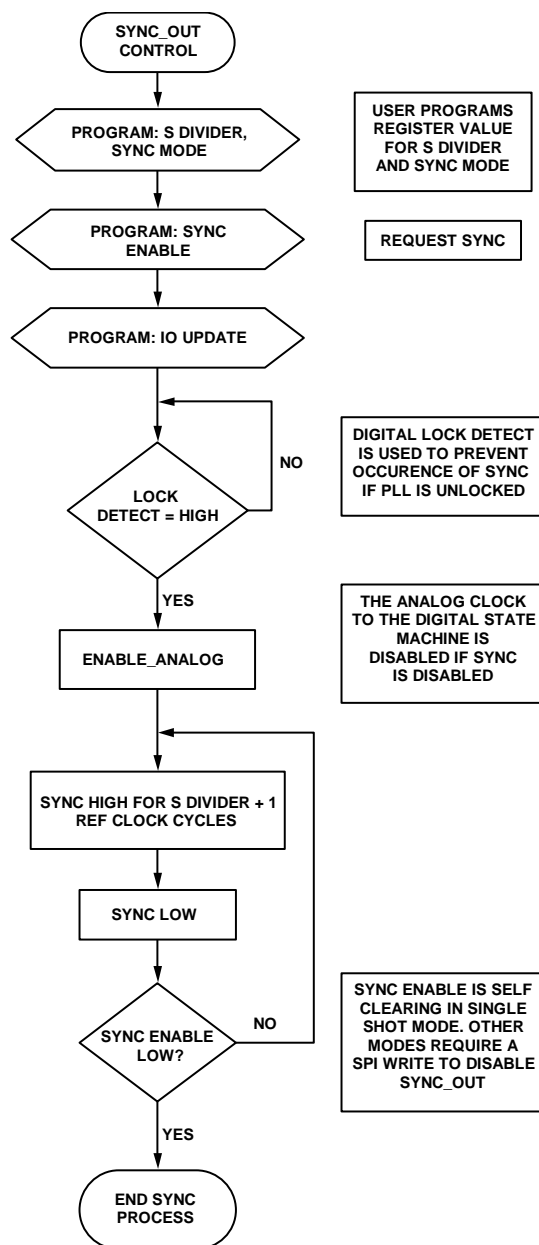 SYNC_OUT
CONTROL
PROGRAM: S DIVIDER,
SYNC MODE
USER PROGRAMS
REGISTER VALUE
FOR S DIVIDER
AND SYNC MODE
PROGRAM: SYNC
ENABLE
REQUEST SYNC
PROGRAM: IO UPDATE
LOCK
DETECT = HIGH
NO
DIGITAL LOCK DETECT
IS USED TO PREVENT
OCCURENCE OF SYNC
IF PLL IS UNLOCKED
YES
ENABLE_ANALOG
THE ANALOG CLOCK
TO THE DIGITAL STATE
MACHINE IS
DISABLED IF SYNC
IS DISABLED
SYNC HIGH FOR S DIVIDER + 1
REF CLOCK CYCLES
SYNC LOW
SYNC ENABLE
LOW?
NO
SYNC ENABLE IS SELF
CLEARING IN SINGLE
SHOT MODE. OTHER
MODES REQUIRE A
SPI WRITE TO DISABLE
SYNC_OUT
YES
END SYNC
PROCESS